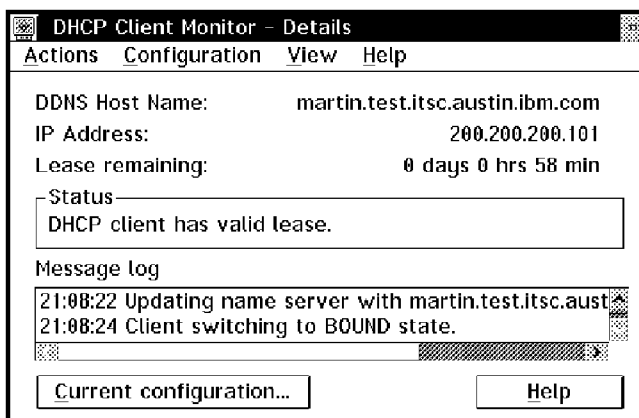 DHCP Client Monitor - Details
Actions Configuration View Help
DDNS Host Name: martin.test.itsc.austin.ibm.com
IP Address: 200.200.200.101
Lease remaining: 0 days 0 hrs 58 min
Status
DHCP client has valid lease.
Message log
21:08:22 Updating name server with martin.test.itsc.aust
21:08:24 Client switching to BOUND state.
Current configuration... Help